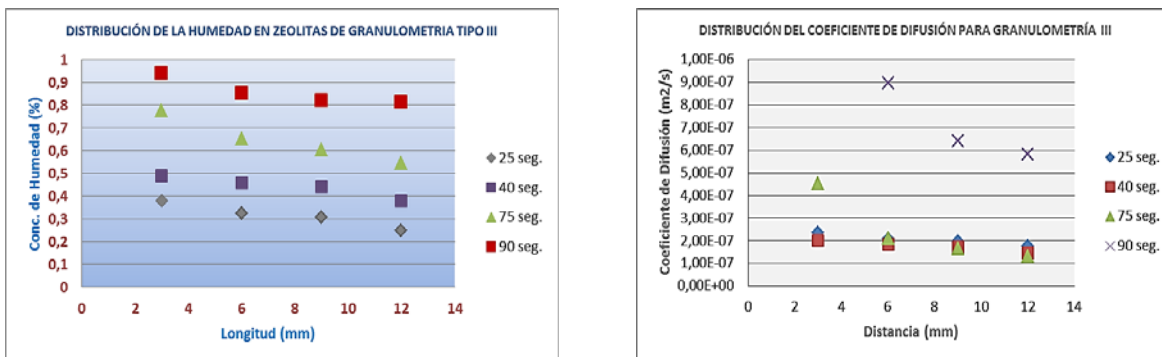 DISTRIBUCIÓN DE LA HUMEDAD EN ZEOLITAS DE GRANULOMETRIA TIPO III
Conc. de Humedad (%)
1
0,9
0,8
0,7
0,6
0,5
0,4
0,3
0,2
0,1
0
0 2 4 6 8 10 12 14
Longitud (mm)
25 seg.
40 seg.
75 seg.
90 seg.
DISTRIBUCIÓN DEL COEFICIENTE DE DIFUSIÓN PARA GRANULOMETRÍA III
Coeficiente de Difusión (m2/s)
1,00E-06
9,00E-07
8,00E-07
7,00E-07
6,00E-07
5,00E-07
4,00E-07
3,00E-07
2,00E-07
1,00E-07
0,00E+00
0 2 4 6 8 10 12 14
Distancia (mm)
25 seg.
40 seg.
75 seg.
90 seg.